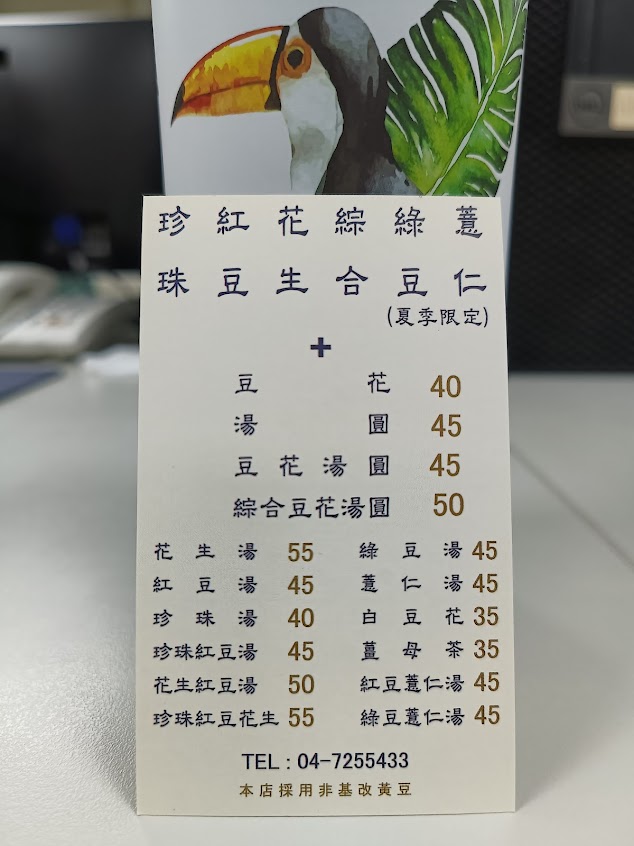 珍 紅 花 綜 綠 薏
珠 豆 生 合 豆 仁
(夏季限定)
+
豆 花 40
湯 圓 45
豆 花 湯 圓 45
綜合豆花湯圓 50
花 生 湯 55 綠 豆 湯 45
紅 豆 湯 45 薏 仁 湯 45
珍 珠 湯 40 白 豆 花 35
珍珠紅豆湯 45 薑 母 茶 35
花生紅豆湯 50 紅豆薏仁湯 45
珍珠紅豆花生 55 綠豆薏仁湯 45
TEL : 04-7255433
本店採用非基改黃豆